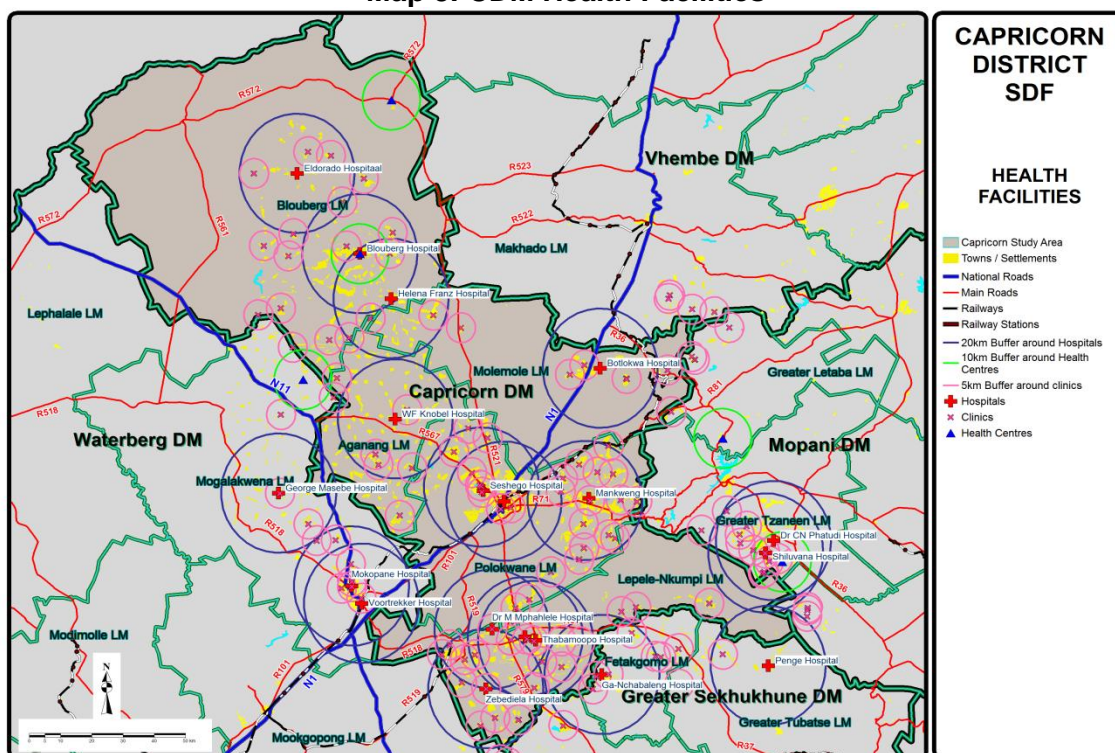 CAPRICORN
DISTRICT
SDF
HEALTH
FACILITIES
Capricorn Study Area
Towns / Settlements
National Roads
Main Roads
Railways
Railway Stations
20km Buffer around Hospitals
10km Buffer around Health
Centres
5km Buffer around clinics
Hospitals
Clinics
Health Centres
R572
R572
Vhembe DM
R523
Eldorado Hospitaal
Blouberg LM
R572
R561
R522
Makhado LM
Blouberg Hospital
Helena Franz Hospital
Lephalale LM
R36
Molemole LM
Botlokwa Hospital
Greater Letaba LM
N11
Capricorn DM
N1
R81
R518
WF Knobel Hospital
Waterberg DM
Aganang LM
R567
R521
Mopani DM
Mogalakwena LM
George Masebe Hospital
Seshego Hospital
R71
Mankweng Hospital
Greater Tzaneen LM
R518
Dr CN Phatudi Hospital
Shiluvana Hospital
R101
Polokwane LM
Mokopane Hospital
Lepele-Nkumpi LM
R36
Voortrekker Hospital
R519
Dr M Mphahlele Hospital
Modimolle LM
Thabamoopo Hospital
R518
Fetakgomo LM
Penge Hospital
N
R101
N1
R519
Ga-Nchabaleng Hospital
R579
Zebediela Hospital
Greater Sekhukhune DM
Greater Tubatse LM
Mookgopong LM
R37